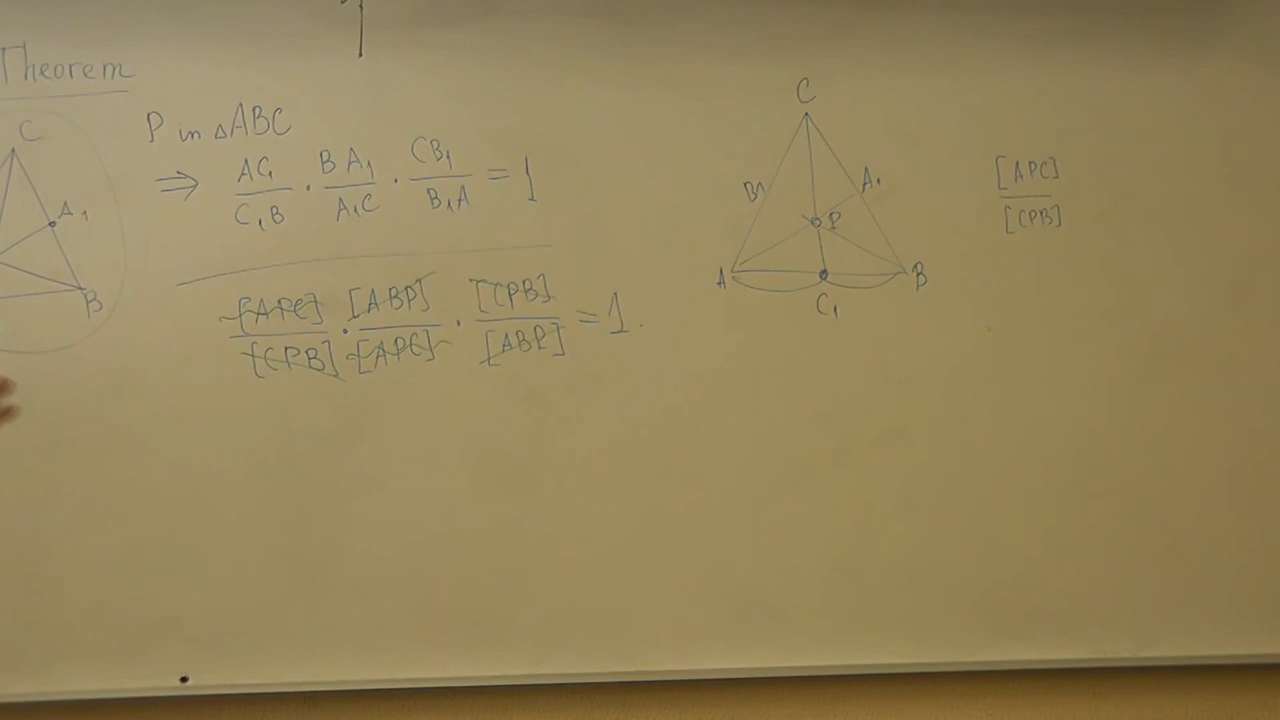 Theorem
C
A₁
B
P in △ABC
⇒ AC₁/C₁B · BA₁/A₁C · CB₁/B₁A = 1
[APC]/[CPB] · [ABP]/[APC] · [CPB]/[ABP] = 1.
C
B₁ A₁
P
A B
C₁
[APC]
[CPB]